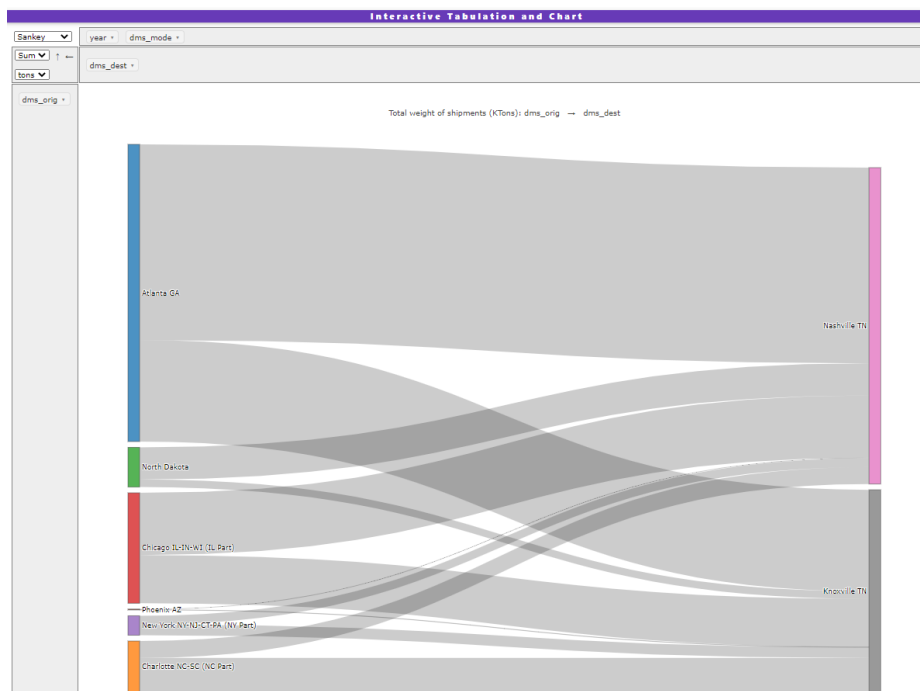 Interactive Tabulation and Chart
Sankey
year ▾ dms_mode ▾
Sum ↑ ←
dms_dest ▾
tons
dms_orig ▾
Total weight of shipments (KTons): dms_orig → dms_dest
Atlanta GA
Nashville TN
North Dakota
Chicago IL-IN-WI (IL Part)
Knoxville TN
Phoenix AZ
New York NY-NJ-CT-PA (NY Part)
Charlotte NC-SC (NC Part)